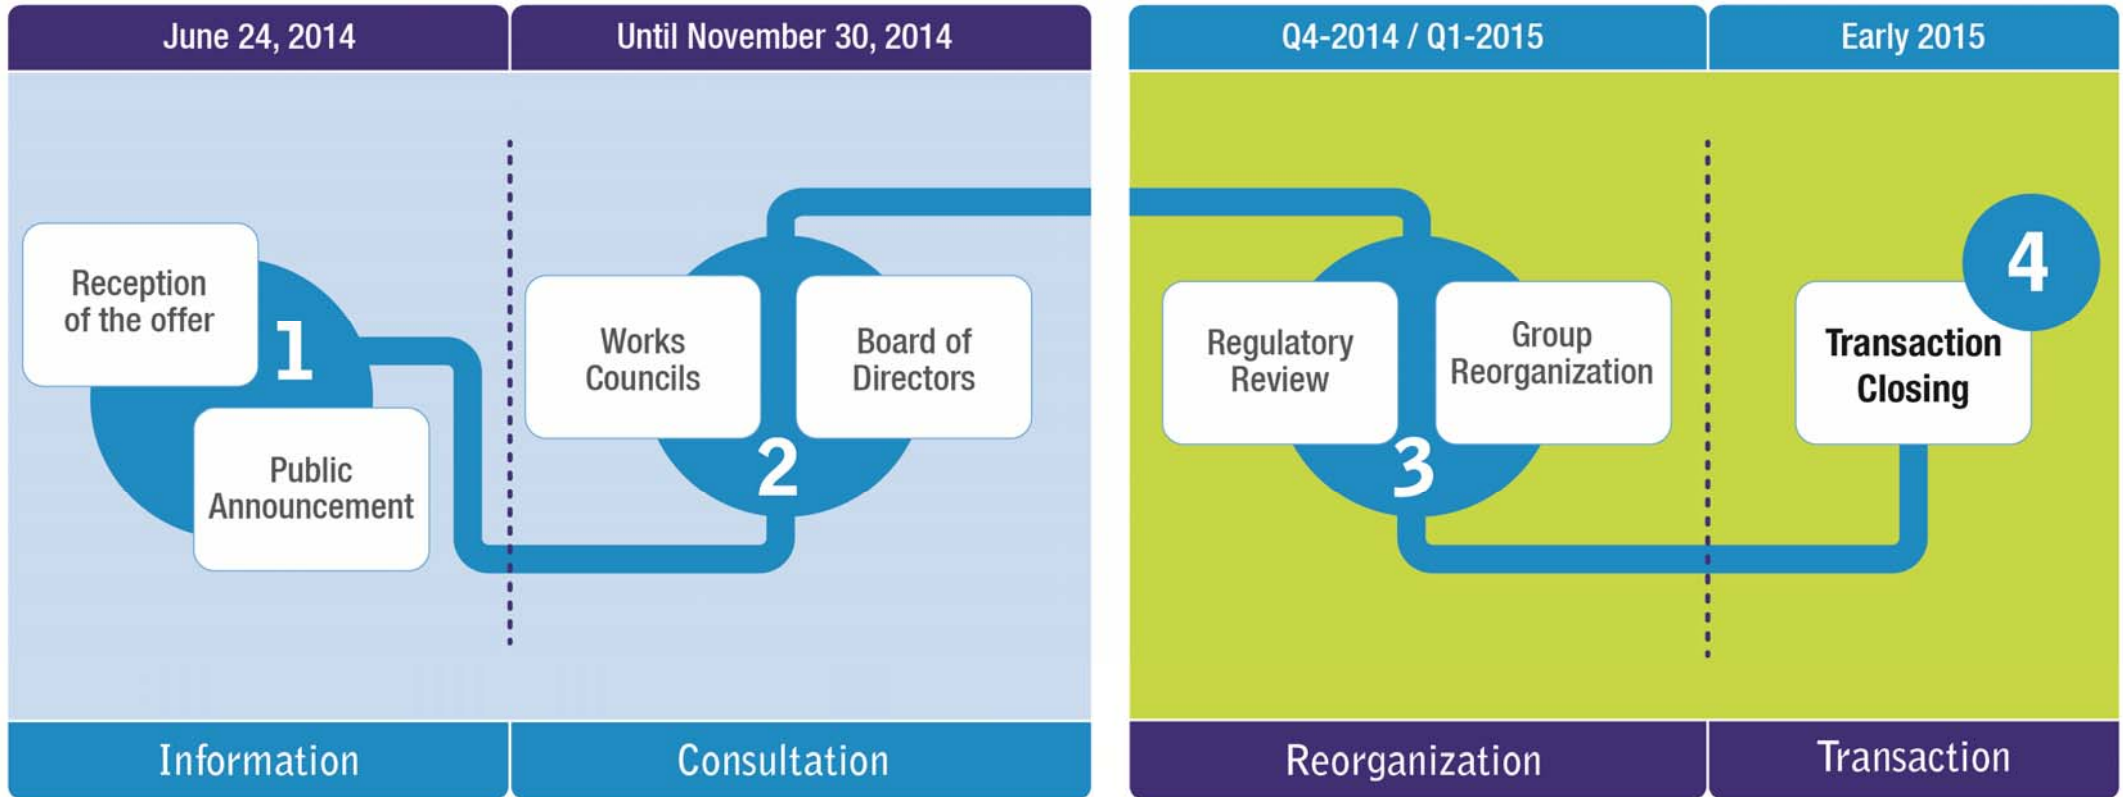 June 24, 2014
Until November 30, 2014
Q4-2014 / Q1-2015
Early 2015
Reception
of the offer
1
Public
Announcement
Works
Councils
Board of
Directors
2
Regulatory
Review
Group
Reorganization
3
4
Transaction
Closing
Information
Consultation
Reorganization
Transaction